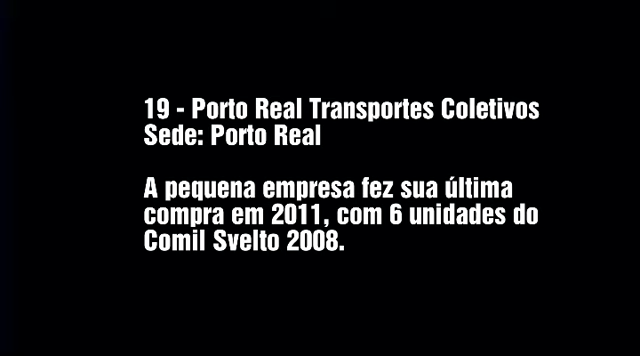 19 - Porto Real Transportes Coletivos
Sede: Porto Real
A pequena empresa fez sua última
compra em 2011, com 6 unidades do
Comil Svelto 2008.